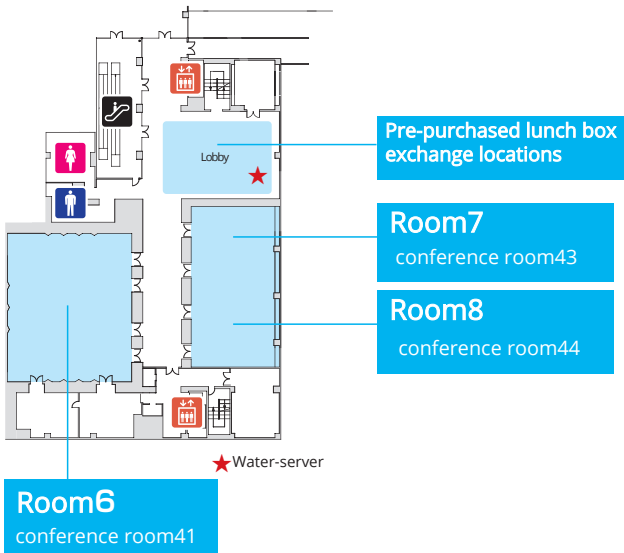 Lobby
Pre-purchased lunch box
exchange locations
Room7
conference room43
Room8
conference room44
Water-server
Room6
conference room41